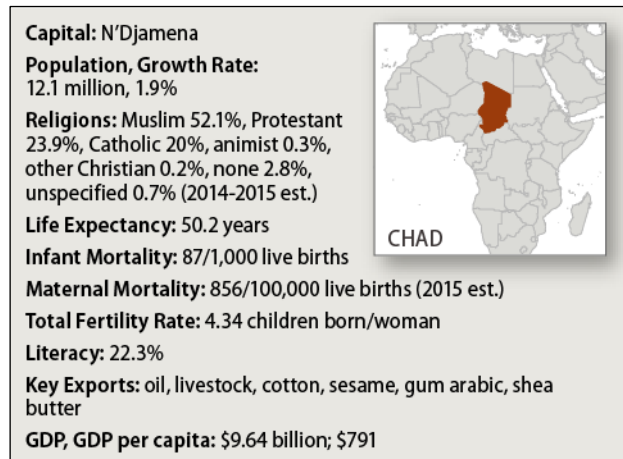 Capital: N’Djamena
Population, Growth Rate:
12.1 million, 1.9%
Religions: Muslim 52.1%, Protestant
23.9%, Catholic 20%, animist 0.3%,
other Christian 0.2%, none 2.8%,
unspecified 0.7% (2014-2015 est.)
Life Expectancy: 50.2 years
Infant Mortality: 87/1,000 live births
Maternal Mortality: 856/100,000 live births (2015 est.)
Total Fertility Rate: 4.34 children born/woman
Literacy: 22.3%
Key Exports: oil, livestock, cotton, sesame, gum arabic, shea
butter
GDP, GDP per capita: $9.64 billion; $791
CHAD